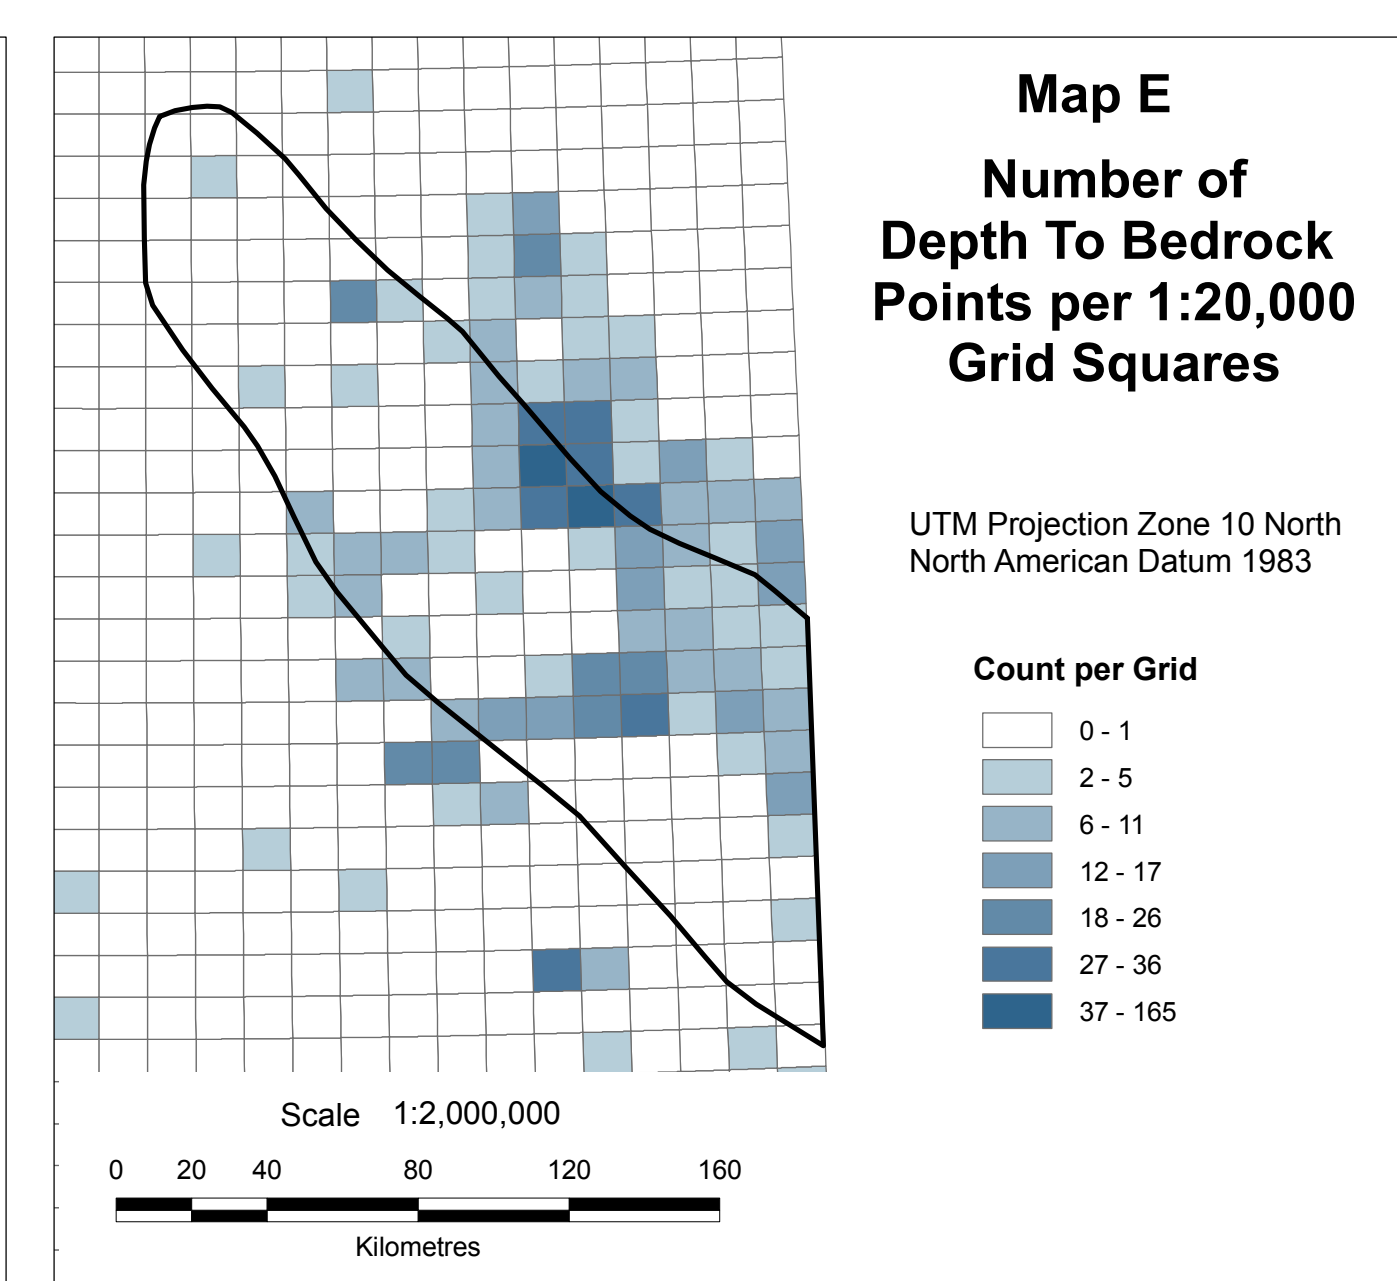 Map E
Number of
Depth To Bedrock
Points per 1:20,000
Grid Squares
UTM Projection Zone 10 North
North American Datum 1983
Count per Grid
0 - 1
2 - 5
6 - 11
12 - 17
18 - 26
27 - 36
37 - 165
Scale 1:2,000,000
0 20 40 80 120 160
Kilometres